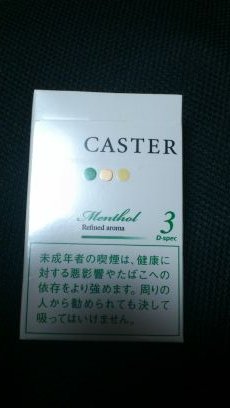 CASTER
Menthol
Refined aroma
3
D-spec
未成年者の喫煙は、健康に
対する悪影響やたばこへの
依存をより強めます。周りの
人から勧められても決して
吸ってはいけません。